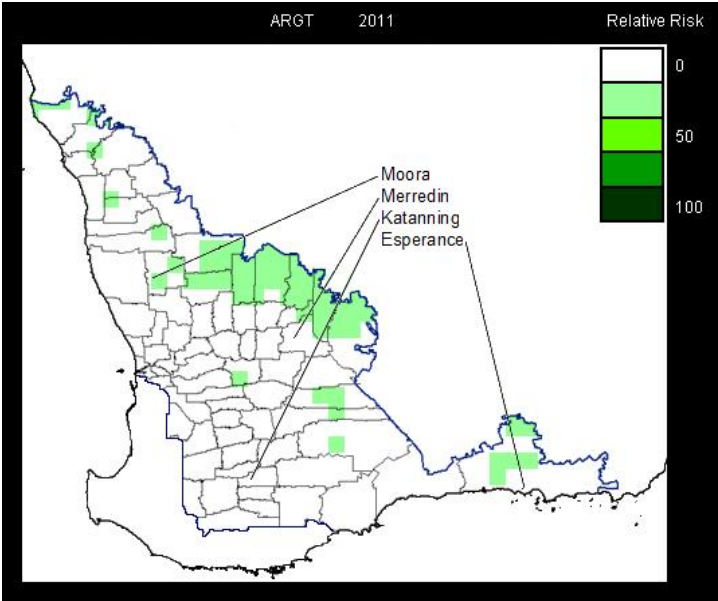 ARGT 2011 Relative Risk
0
50
100
Moora
Merredin
Katanning
Esperance